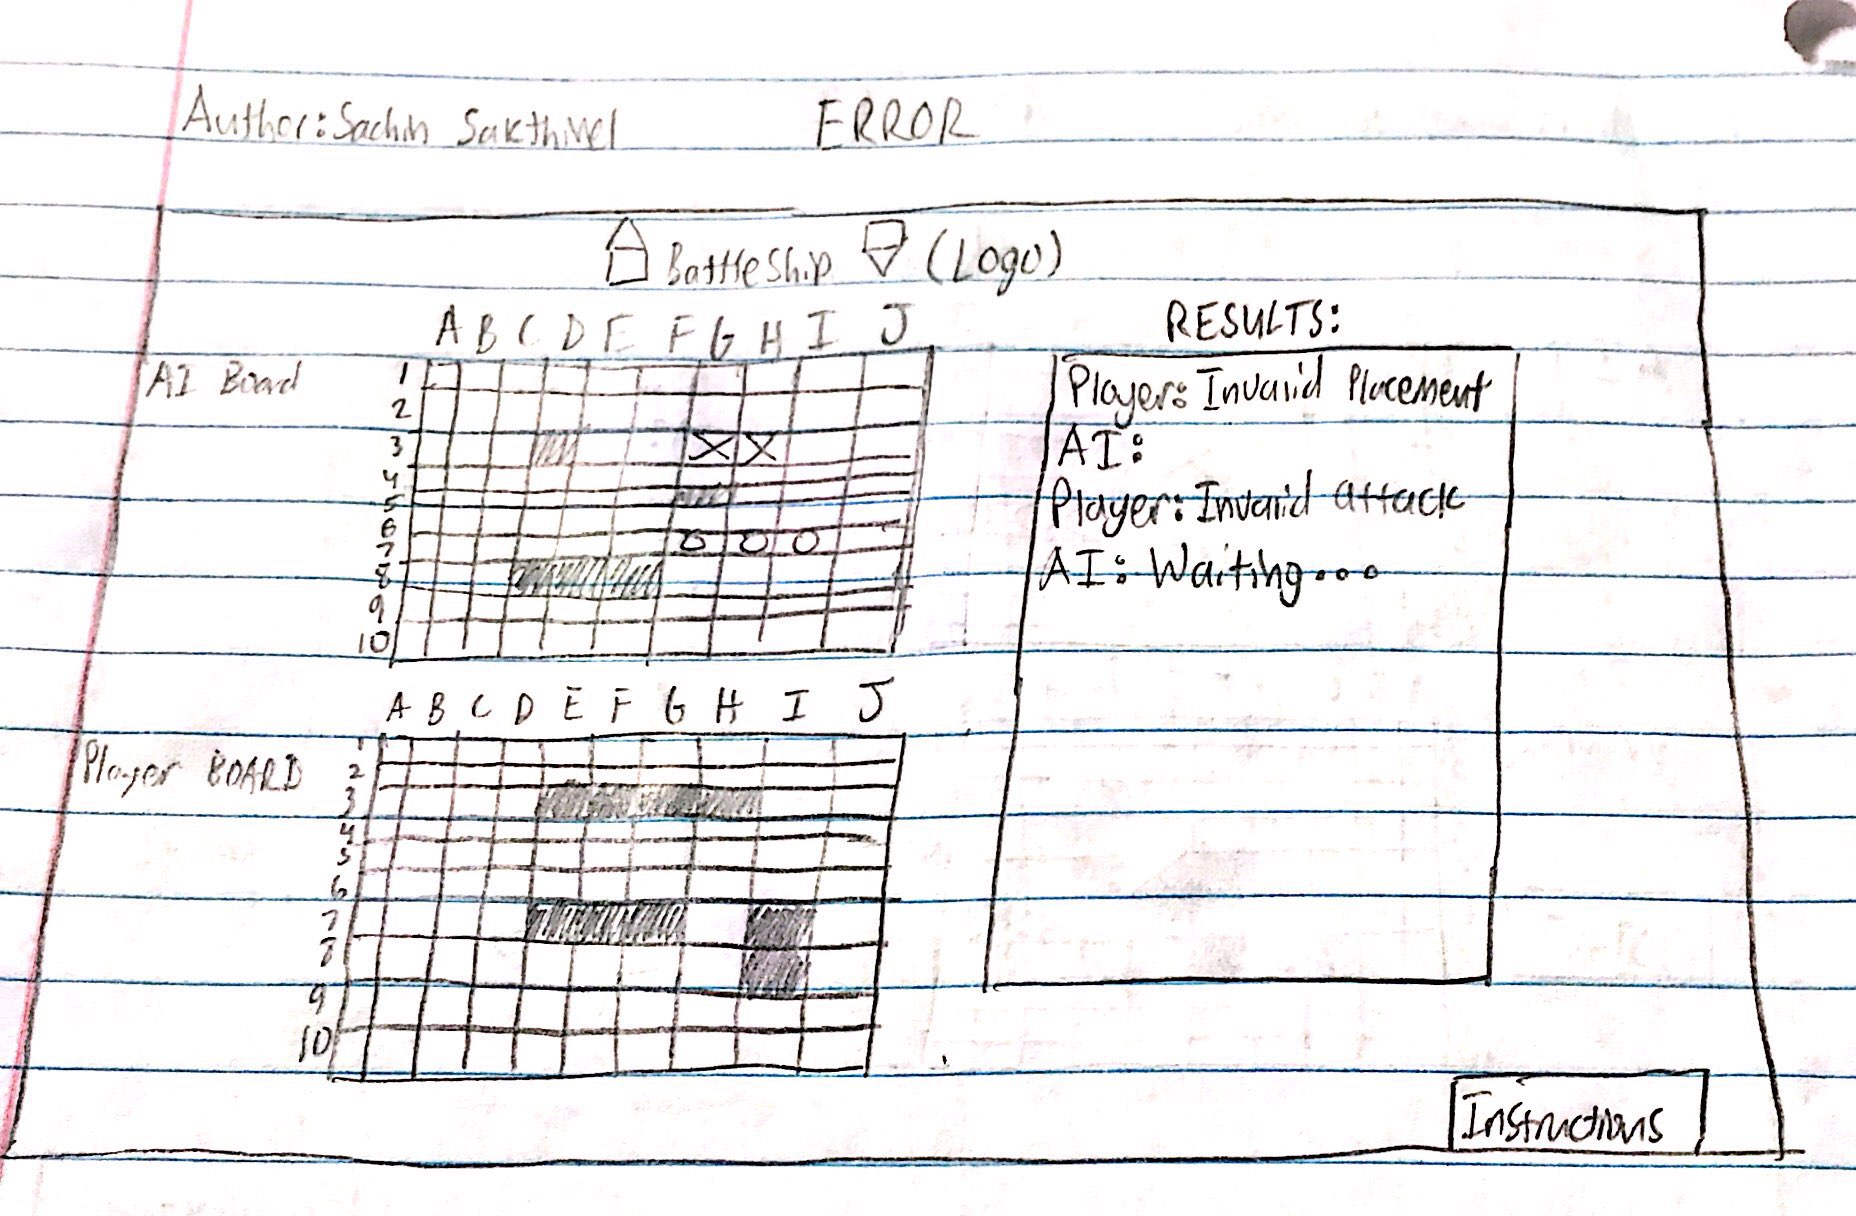 Author: Sachin Sakthivel ERROR
BattleShip (Logo)
A B C D E F G H I J
RESULTS:
AI Board
1
2
3 X X
4
5
6
7 O O O
8
9
10
Player: Invalid Placement
AI:
Player: Invalid attack
AI: Waiting...
A B C D E F G H I J
Player BOARD
1
2
3
4
5
6
7
8
9
10
Instructions